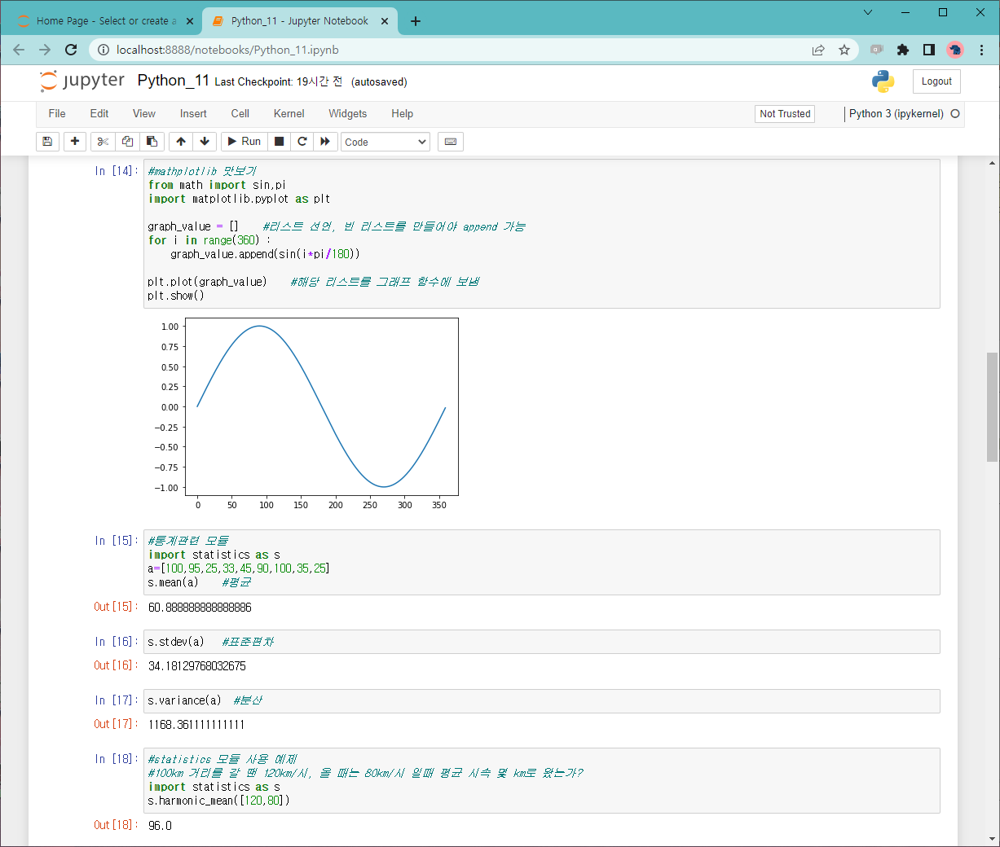 Home Page - Select or create a
Python_11 - Jupyter Notebook
localhost:8888/notebooks/Python_11.ipynb
jupyter Python_11 Last Checkpoint: 19시간 전 (autosaved)
Logout
File Edit View Insert Cell Kernel Widgets Help
Not Trusted
Python 3 (ipykernel)
Run
Code
In [14]:
#mathplotlib 맛보기
from math import sin,pi
import matplotlib.pyplot as plt
graph_value = [] #리스트 선언, 빈 리스트를 만들어야 append 가능
for i in range(360) :
graph_value.append(sin(i*pi/180))
plt.plot(graph_value) #해당 리스트를 그래프 함수에 보냄
plt.show()
1.00
0.75
0.50
0.25
0.00
−0.25
−0.50
−0.75
−1.00
0 50 100 150 200 250 300 350
In [15]:
#통계관련 모듈
import statistics as s
a=[100,95,25,33,45,90,100,35,25]
s.mean(a) #평균
Out[15]: 60.888888888888886
In [16]: s.stdev(a) #표준편차
Out[16]: 34.18129768032675
In [17]: s.variance(a) #분산
Out[17]: 1168.361111111111
In [18]:
#statistics 모듈 사용 예제
#100km 거리를 갈 땐 120km/시, 올 때는 80km/시 일때 평균 시속 몇 km로 왔는가?
import statistics as s
s.harmonic_mean([120,80])
Out[18]: 96.0